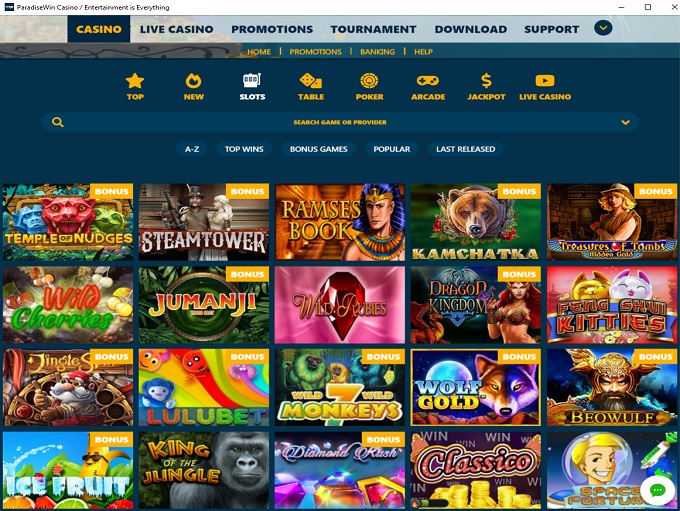 ParadiseWin Casino / Entertainment is Everything
CASINO LIVE CASINO PROMOTIONS TOURNAMENT DOWNLOAD SUPPORT
HOME PROMOTIONS BANKING HELP
TOP NEW SLOTS TABLE POKER ARCADE JACKPOT LIVE CASINO
SEARCH GAME OR PROVIDER
A-Z TOP WINS BONUS GAMES POPULAR LAST RELEASED
BONUS
TEMPLE OF NUDGES
BONUS
STEAMTOWER
RAMSES
BOOK
BONUS
KAMCHATKA
BONUS
Treasures of Tombs
Hidden Gold
Wild
Cherries
BONUS
JUMANJI
WILD RUBIES
BONUS
DRAGON
KINGDOM
FENG SHUI
KITTIES
BONUS
Jingle
BONUS
LULUBET
BONUS
WILD 7 WILD
MONKEYS
BONUS
WOLF
GOLD
BONUS
BEOWULF
BONUS
ICE FRUIT
KING
OF THE
JUNGLE
BONUS
Diamond Rush
WIN WIN WIN WIN
Classico
SPACE